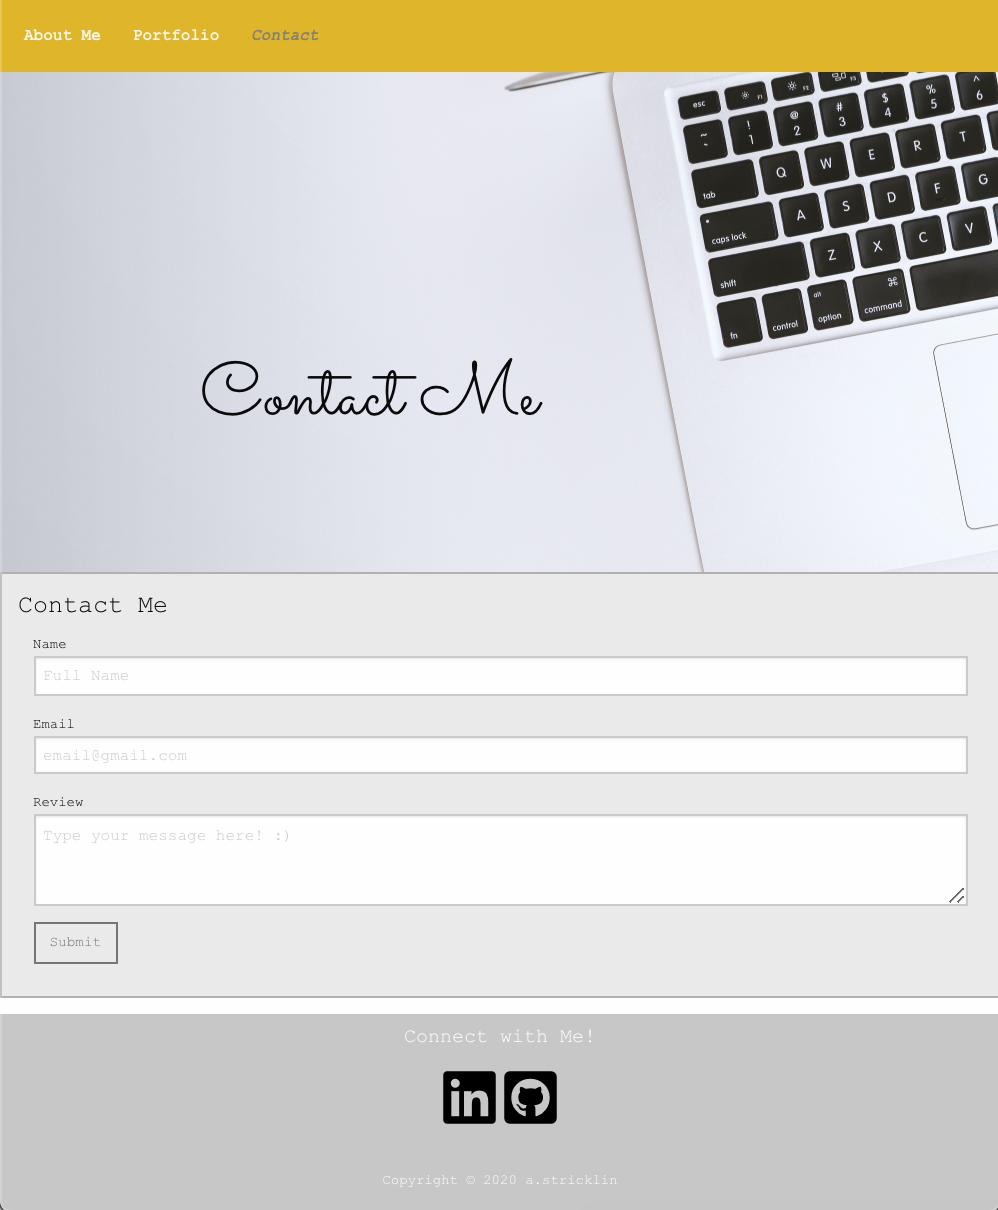 About Me Portfolio Contact
esc F1 F2 F3
~ ` ! 1 @ 2 # 3 $ 4 % 5 ^ 6
tab Q W E R T
caps lock A S D F G
shift Z X C V
fn control alt option ⌘ command
Contact Me
Contact Me
Name
Full Name
Email
email@gmail.com
Review
Type your message here! :)
Submit
Connect with Me!
in
Copyright © 2020 a.stricklin